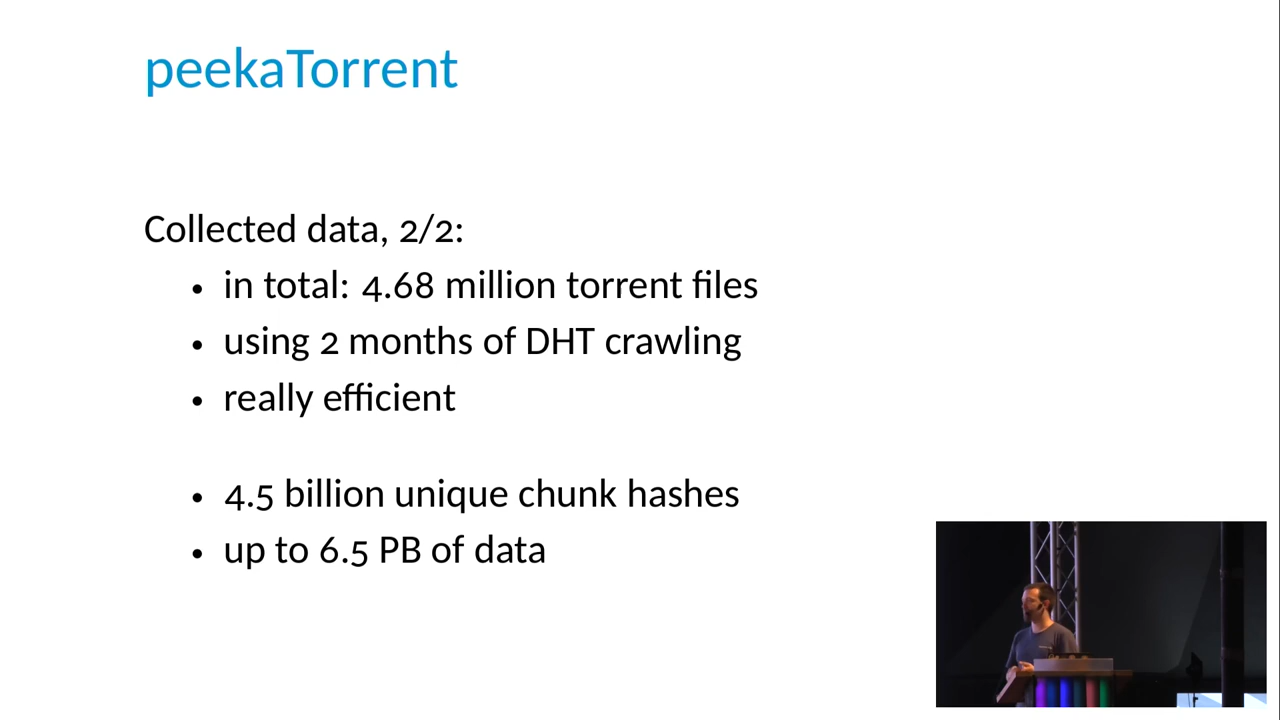 peekaTorrent
Collected data, 2/2:
• in total: 4.68 million torrent files
• using 2 months of DHT crawling
• really efficient
• 4.5 billion unique chunk hashes
• up to 6.5 PB of data